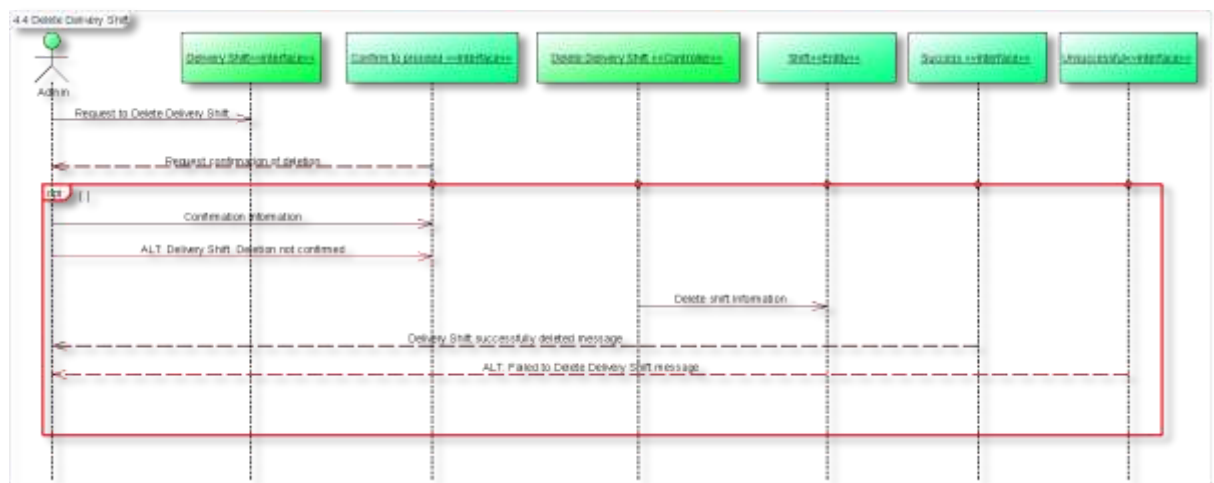 4.4 Delete Delivery Shift
Admin
Delivery Shift<<interface>>
Confirm to proceed <<interface>>
Delete Delivery Shift <<Controller>>
Shift<<Entity>>
Success <<interface>>
Unsuccessful<<interface>>
Request to Delete Delivery Shift
Request confirmation of deletion
[ ]
Confirmation information
ALT: Delivery Shift Deletion not confirmed
Delete shift information
Delivery Shift successfully deleted message
ALT: Failed to Delete Delivery Shift message